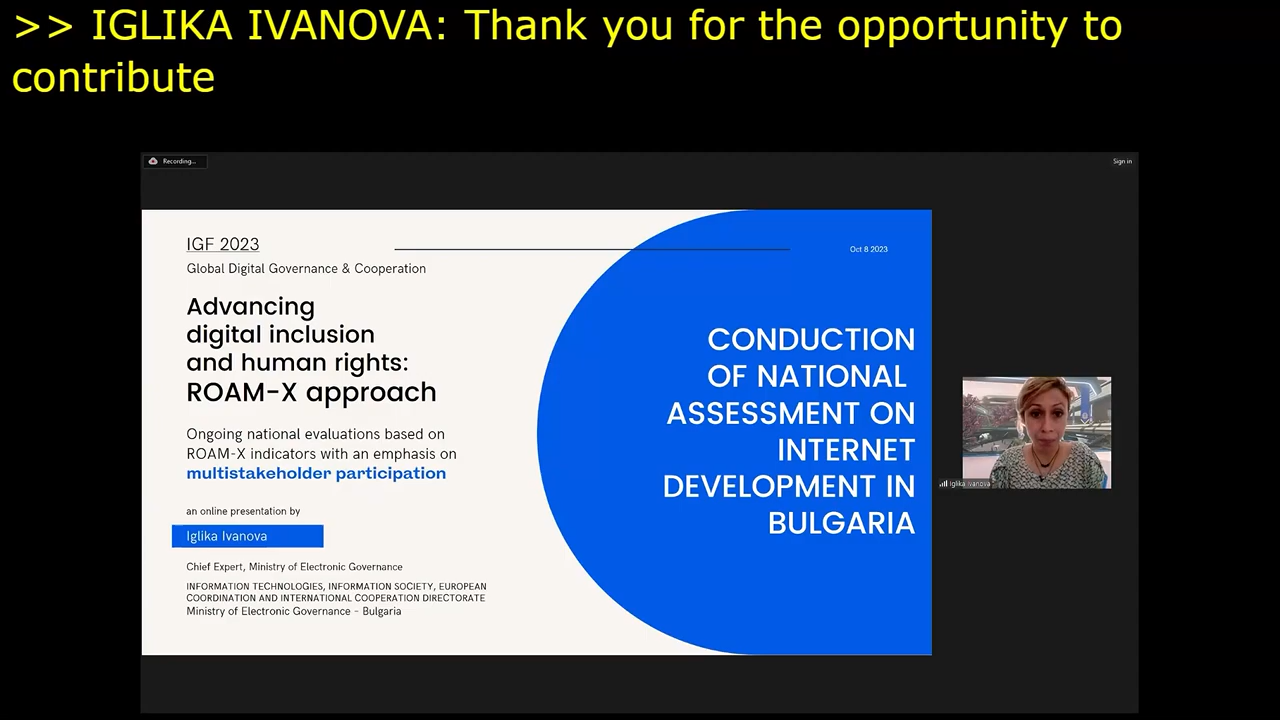 >> IGLIKA IVANOVA: Thank you for the opportunity to
contribute
Recording...
Sign in
IGF 2023
Oct 8 2023
Global Digital Governance & Cooperation
Advancing
digital inclusion
and human rights:
ROAM-X approach
Ongoing national evaluations based on
ROAM-X indicators with an emphasis on
multistakeholder participation
an online presentation by
Iglika Ivanova
Chief Expert, Ministry of Electronic Governance
INFORMATION TECHNOLOGIES, INFORMATION SOCIETY, EUROPEAN
COORDINATION AND INTERNATIONAL COOPERATION DIRECTORATE
Ministry of Electronic Governance - Bulgaria
CONDUCTION
OF NATIONAL
ASSESSMENT ON
INTERNET
DEVELOPMENT IN
BULGARIA
Iglika Ivanova